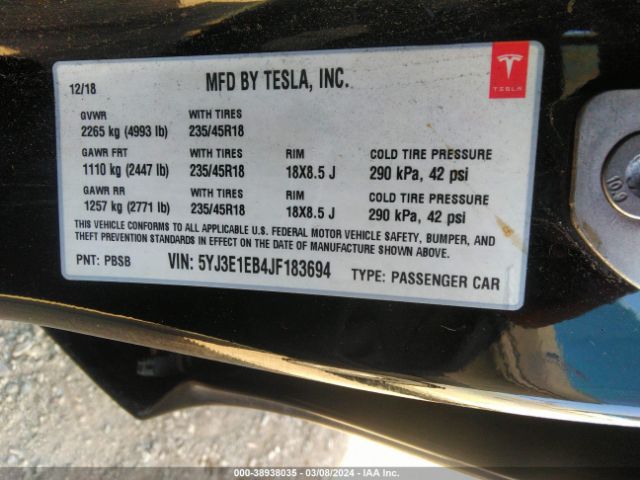 12/18 MFD BY TESLA, INC. TESLA
GVWR WITH TIRES
2265 kg (4993 lb) 235/45R18
GAWR FRT WITH TIRES RIM COLD TIRE PRESSURE
1110 kg (2447 lb) 235/45R18 18X8.5 J 290 kPa, 42 psi
GAWR RR WITH TIRES RIM COLD TIRE PRESSURE
1257 kg (2771 lb) 235/45R18 18X8.5 J 290 kPa, 42 psi
THIS VEHICLE CONFORMS TO ALL APPLICABLE U.S. FEDERAL MOTOR VEHICLE SAFETY, BUMPER, AND
THEFT PREVENTION STANDARDS IN EFFECT ON THE DATE OF MANUFACTURE SHOWN ABOVE.
PNT: PBSB VIN: 5YJ3E1EB4JF183694 TYPE: PASSENGER CAR
10.9
000-38938035 - 03/08/2024 - IAA Inc.